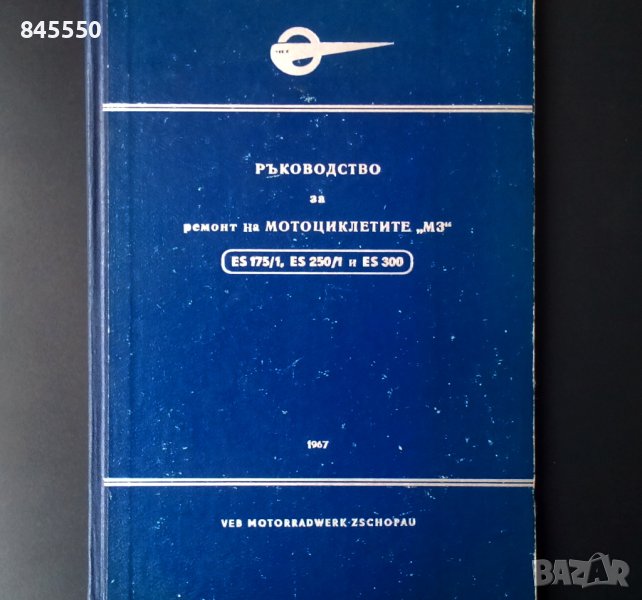 845550
РЪКОВОДСТВО
за
ремонт на МОТОЦИКЛЕТИТЕ „МЗ“
ES 175/1, ES 250/1 и ES 300
1967
VEB MOTORRADWERK ZSCHOPAU
BAZAR